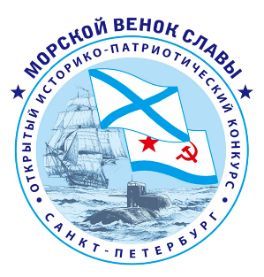 МОРСКОЙ ВЕНОК СЛАВЫ
ОТКРЫТЫЙ ИСТОРИКО-ПАТРИОТИЧЕСКИЙ КОНКУРС
САНКТ-ПЕТЕРБУРГ